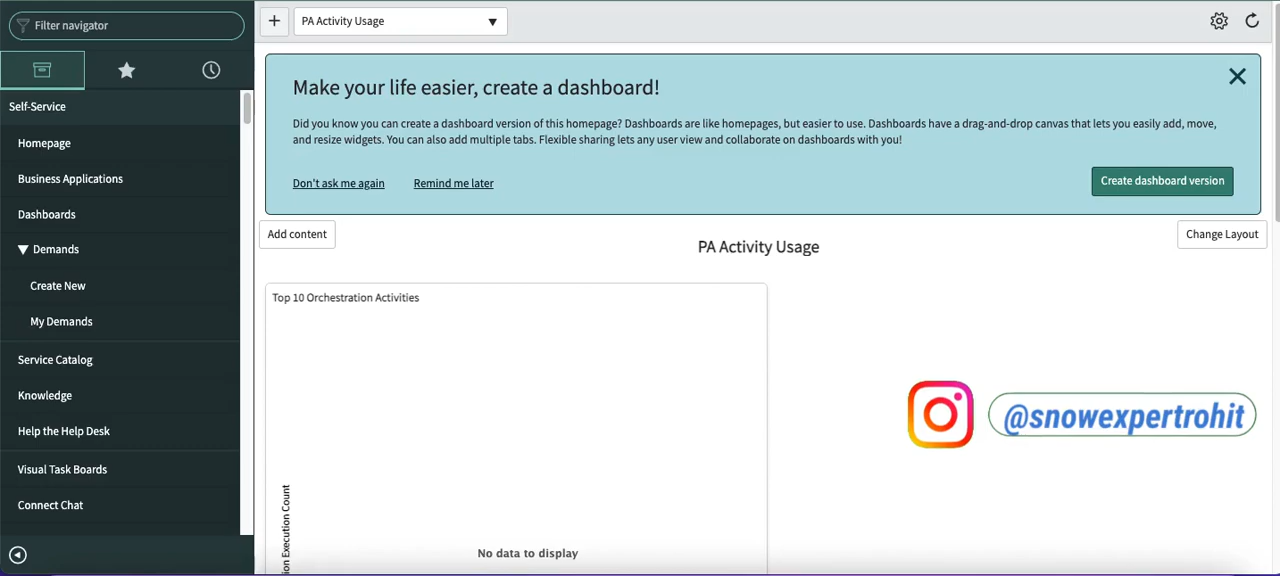 Filter navigator
PA Activity Usage
Self-Service
Homepage
Business Applications
Dashboards
Demands
Create New
My Demands
Service Catalog
Knowledge
Help the Help Desk
Visual Task Boards
Connect Chat
Make your life easier, create a dashboard!
Did you know you can create a dashboard version of this homepage? Dashboards are like homepages, but easier to use. Dashboards have a drag-and-drop canvas that lets you easily add, move,
and resize widgets. You can also add multiple tabs. Flexible sharing lets any user view and collaborate on dashboards with you!
Don't ask me again
Remind me later
Create dashboard version
Add content
PA Activity Usage
Change Layout
Top 10 Orchestration Activities
Execution Count
No data to display
@snowexpertrohit